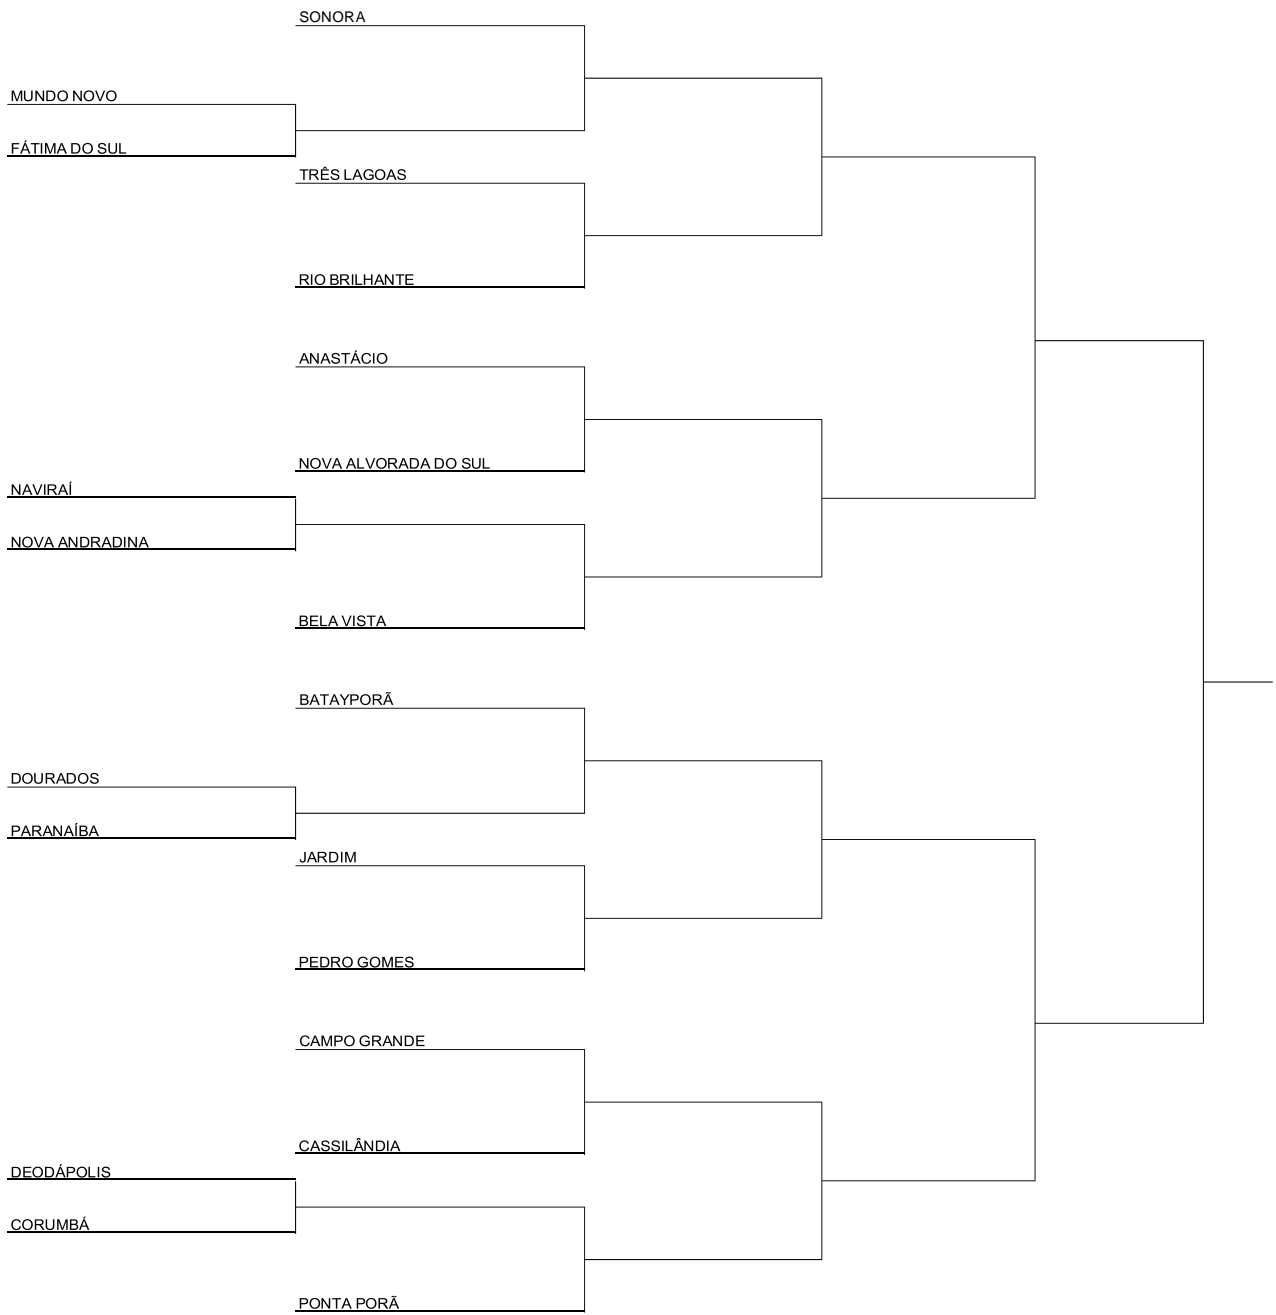 SONORA
MUNDO NOVO
FÁTIMA DO SUL
TRÊS LAGOAS
RIO BRILHANTE
ANASTÁCIO
NOVA ALVORADA DO SUL
NAVIRAÍ
NOVA ANDRADINA
BELA VISTA
BATAYPORÃ
DOURADOS
PARANAÍBA
JARDIM
PEDRO GOMES
CAMPO GRANDE
CASSILÂNDIA
DEODÁPOLIS
CORUMBÁ
PONTA PORÃ